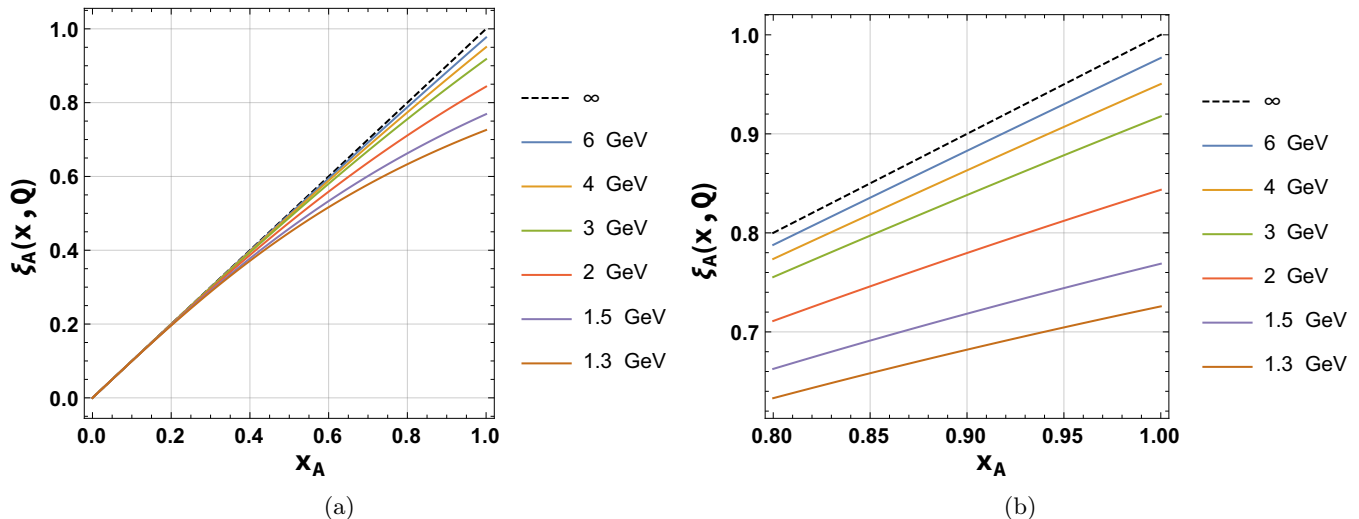 ξA(x,Q)
1.0
0.8
0.6
0.4
0.2
0.0
0.0 0.2 0.4 0.6 0.8 1.0
xA
∞
6 GeV
4 GeV
3 GeV
2 GeV
1.5 GeV
1.3 GeV
(a)
ξA(x,Q)
1.0
0.9
0.8
0.7
0.80 0.85 0.90 0.95 1.00
xA
∞
6 GeV
4 GeV
3 GeV
2 GeV
1.5 GeV
1.3 GeV
(b)